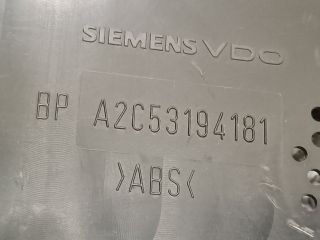 SIEMENS VDO
BP A2C53194181
>ABS<